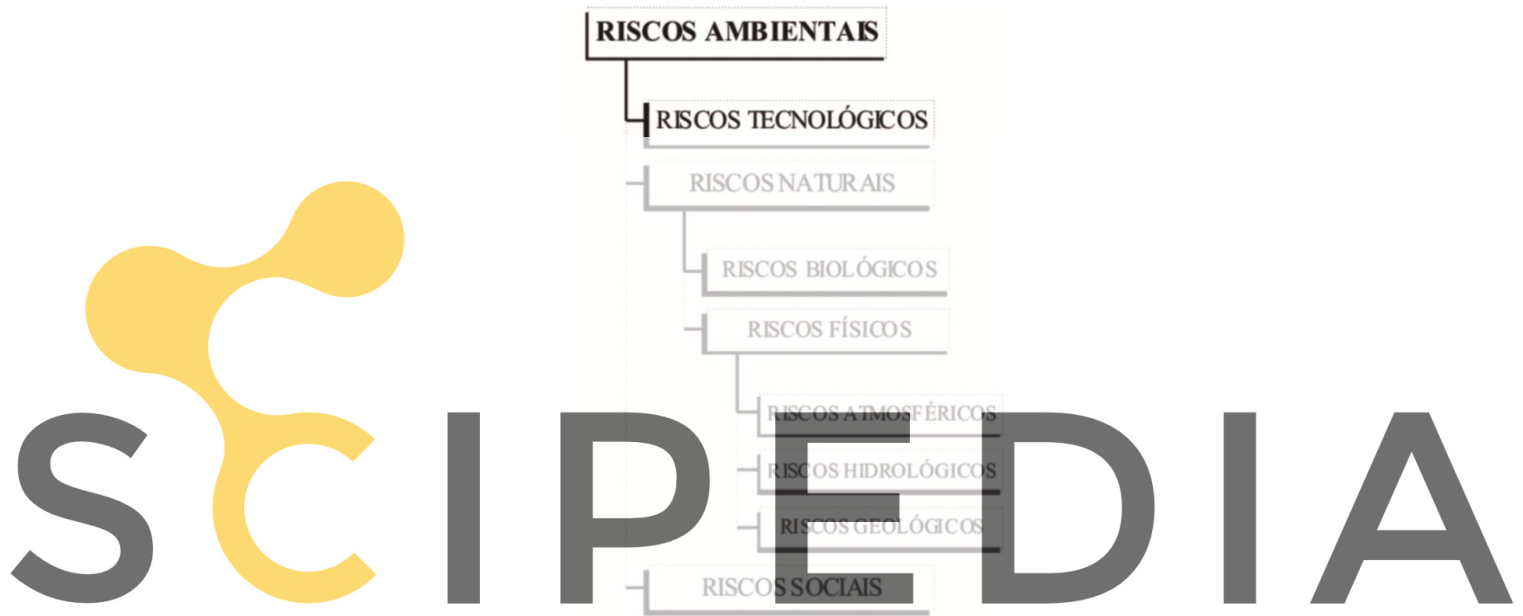 RISCOS AMBIENTAIS
RISCOS TECNOLÓGICOS
RISCOS NATURAIS
RISCOS BIOLÓGICOS
RISCOS FÍSICOS
RISCOS ATMOSFÉRICOS
RISCOS HIDROLÓGICOS
RISCOS GEOLÓGICOS
RISCOS SOCIAIS
SCIPEDIA